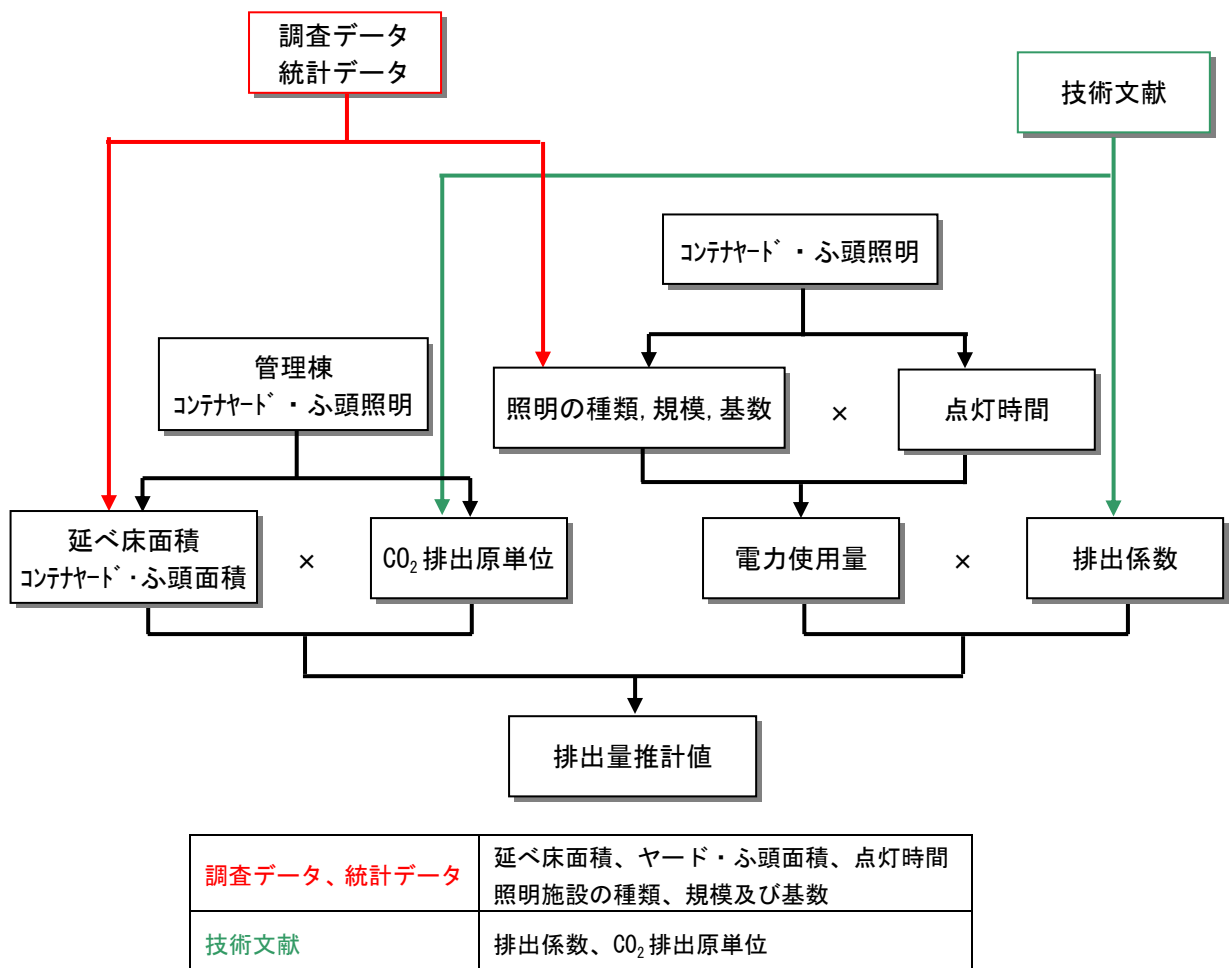 調査データ
統計データ
技術文献
ｺﾝﾃﾅﾔｰﾄﾞ・ふ頭照明
管理棟
ｺﾝﾃﾅﾔｰﾄﾞ・ふ頭照明
照明の種類,規模,基数
×
点灯時間
延べ床面積
ｺﾝﾃﾅﾔｰﾄﾞ・ふ頭面積
×
CO₂排出原単位
電力使用量
×
排出係数
排出量推計値
調査データ、統計データ
延べ床面積、ヤード・ふ頭面積、点灯時間
照明施設の種類、規模及び基数
技術文献
排出係数、CO₂排出原単位